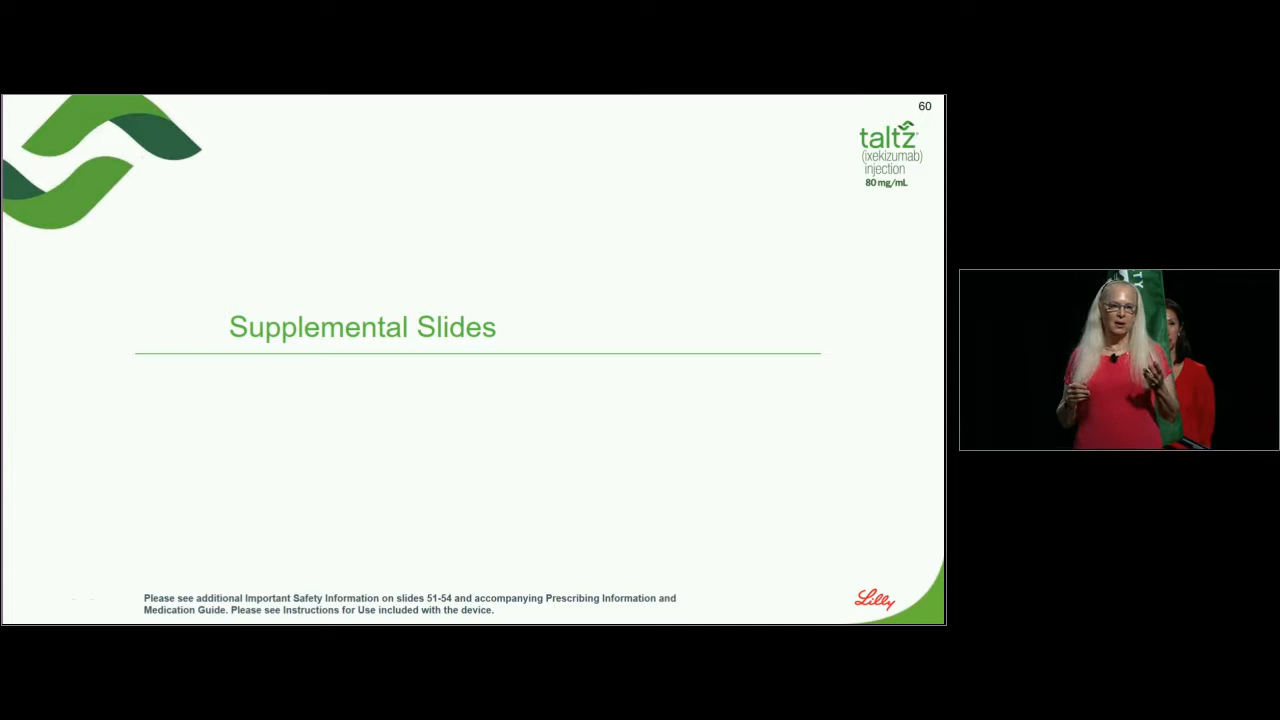 60
taltz
(ixekizumab)
injection
80 mg/mL
Supplemental Slides
Please see additional Important Safety Information on slides 51-54 and accompanying Prescribing Information and
Medication Guide. Please see Instructions for Use included with the device.
Lilly
TY